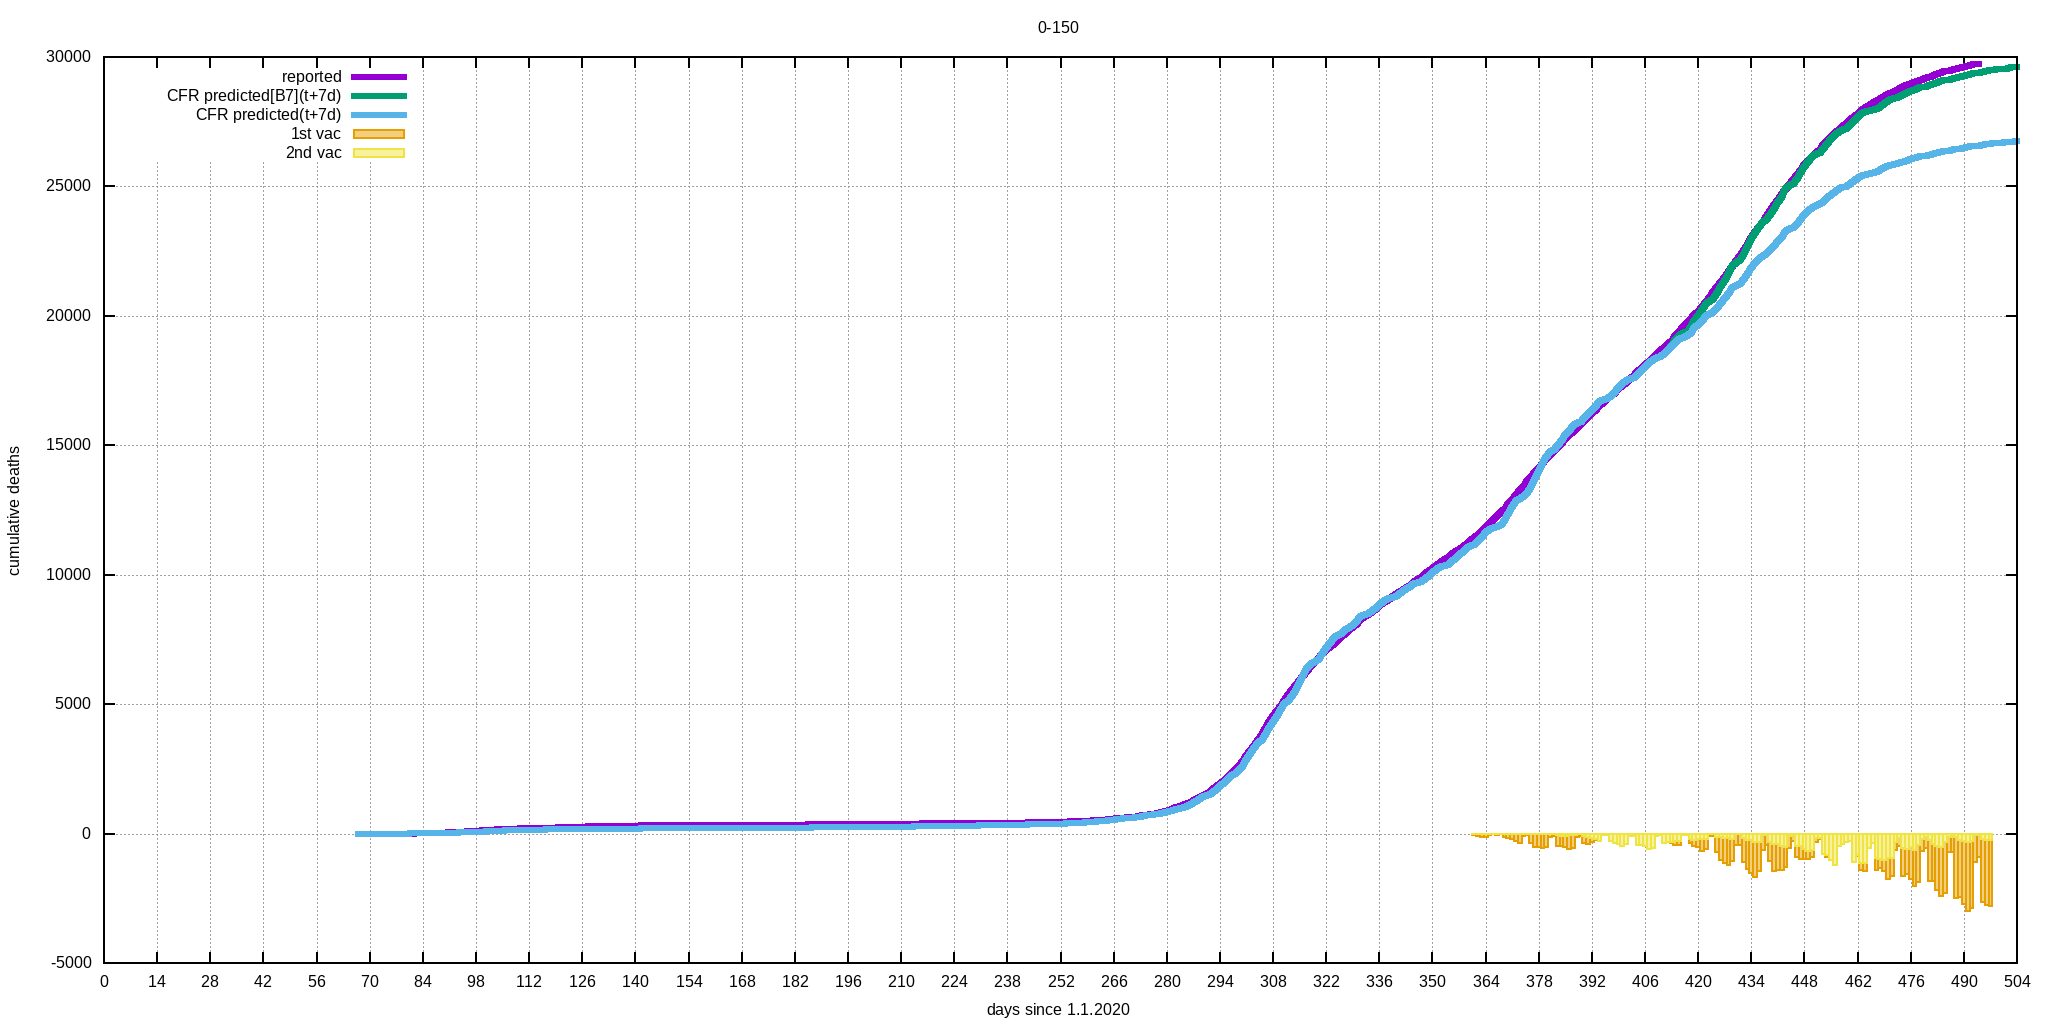 0-150
30000
25000
20000
15000
10000
5000
0
-5000
cumulative deaths
reported
CFR predicted[B7](t+7d)
CFR predicted(t+7d)
1st vac
2nd vac
0 14 28 42 56 70 84 98 112 126 140 154 168 182 196 210 224 238 252 266 280 294 308 322 336 350 364 378 392 406 420 434 448 462 476 490 504
days since 1.1.2020